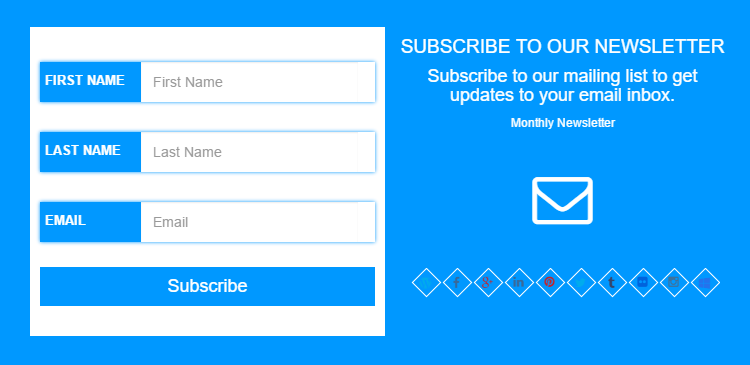 FIRST NAME
First Name
LAST NAME
Last Name
EMAIL
Email
Subscribe
SUBSCRIBE TO OUR NEWSLETTER
Subscribe to our mailing list to get
updates to your email inbox.
Monthly Newsletter